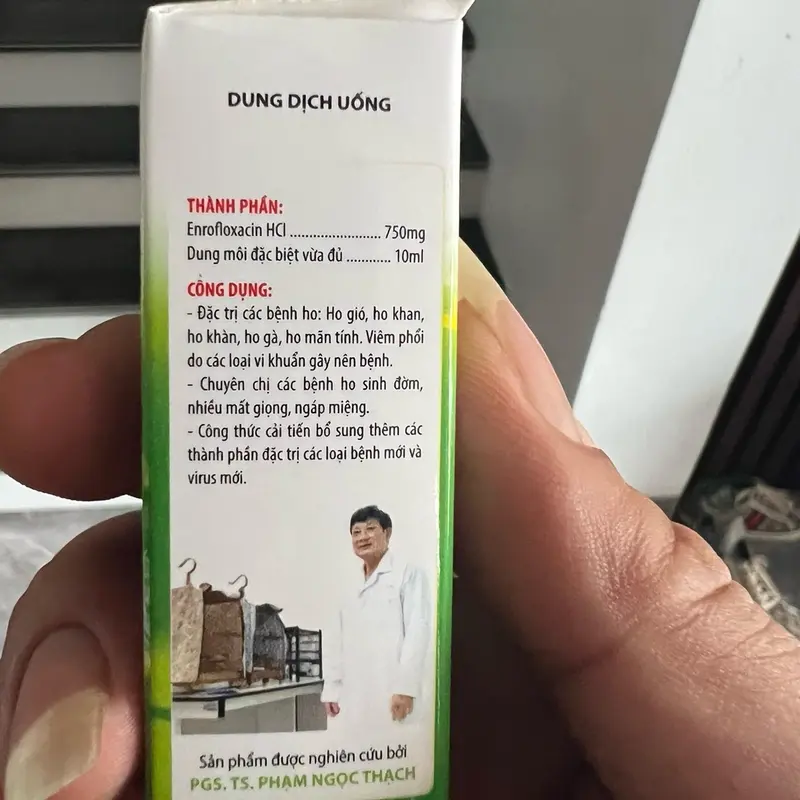 DUNG DỊCH UỐNG
THÀNH PHẦN:
Enrofloxacin HCl ........................ 750mg
Dung môi đặc biệt vừa đủ ............ 10ml
CÔNG DỤNG:
- Đặc trị các bệnh ho: Ho gió, ho khan,
ho khàn, ho gà, ho mãn tính. Viêm phổi
do các loại vi khuẩn gây nên bệnh.
- Chuyên chị các bệnh ho sinh đờm,
nhiều mất giọng, ngáp miệng.
- Công thức cải tiến bổ sung thêm các
thành phần đặc trị các loại bệnh mới và
virus mới.
Sản phẩm được nghiên cứu bởi
PGS. TS. PHẠM NGỌC THẠCH